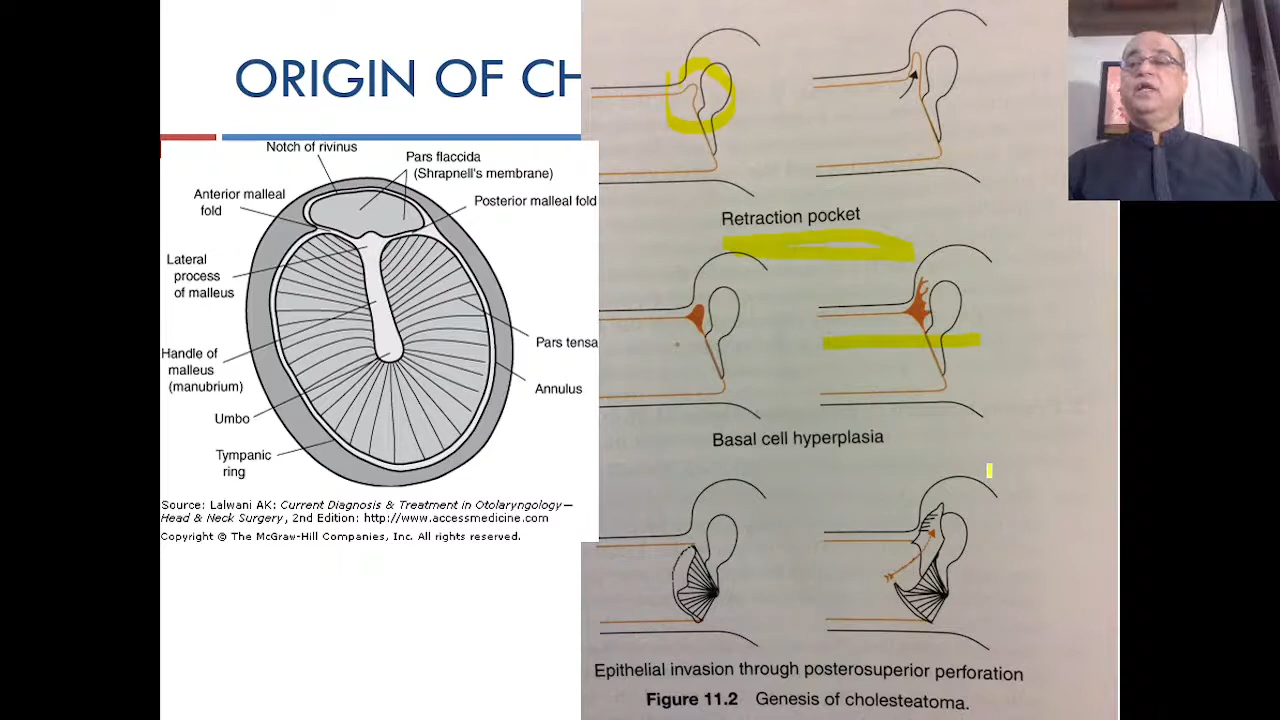 ORIGIN OF CH
Notch of rivinus
Pars flaccida
(Shrapnell's membrane)
Anterior malleal
fold
Posterior malleal fold
Lateral
process
of malleus
Pars tensa
Handle of
malleus
(manubrium)
Annulus
Umbo
Tympanic
ring
Source: Lalwani AK: Current Diagnosis & Treatment in Otolaryngology—
Head & Neck Surgery, 2nd Edition: http://www.accessmedicine.com
Copyright © The McGraw-Hill Companies, Inc. All rights reserved.
Retraction pocket
Basal cell hyperplasia
Epithelial invasion through posterosuperior perforation
Figure 11.2 Genesis of cholesteatoma.